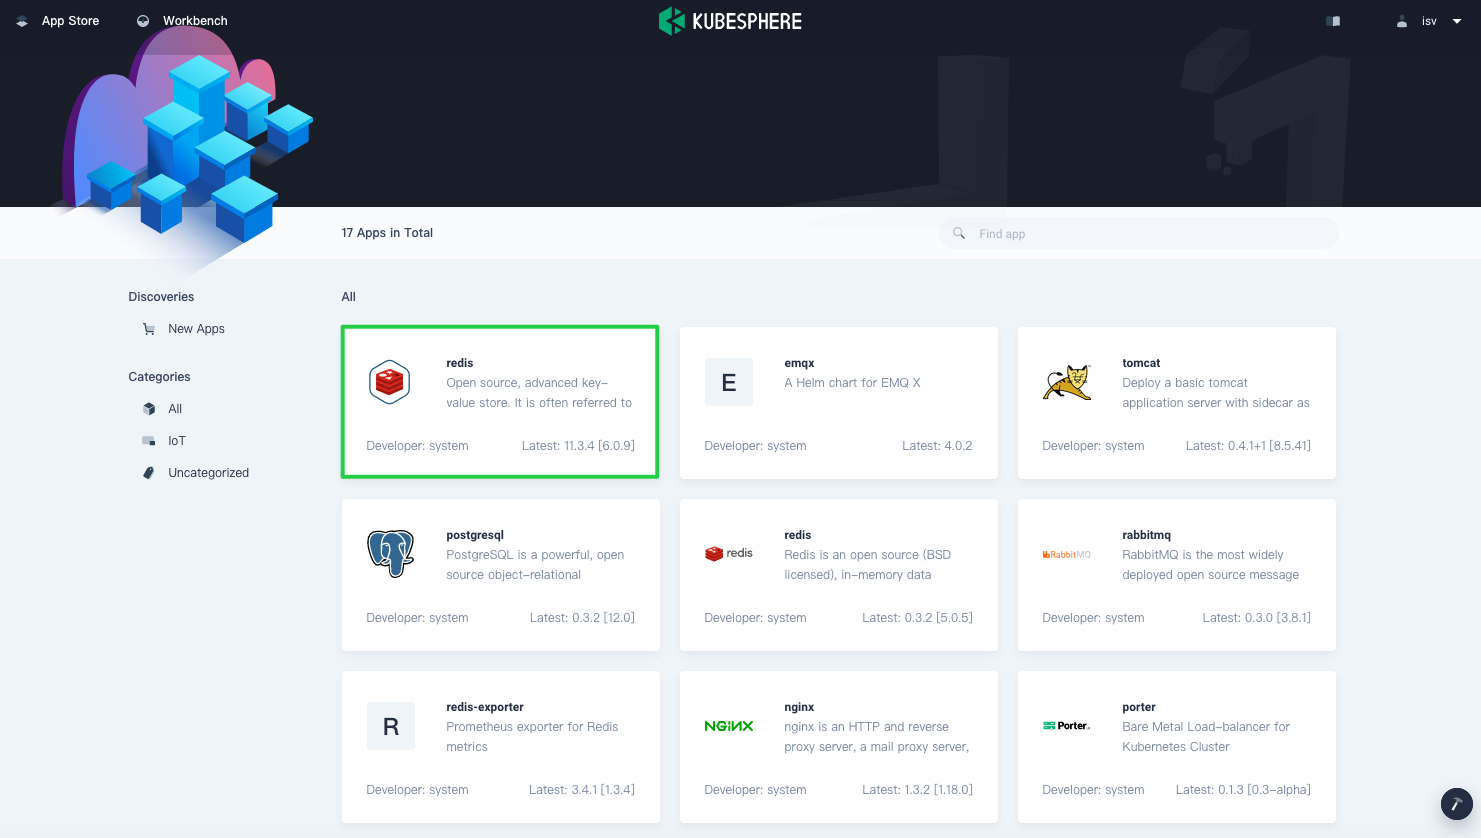 App Store
Workbench
KUBESPHERE
isv
17 Apps in Total
Find app
Discoveries
New Apps
Categories
All
IoT
Uncategorized
All
redis
Open source, advanced key-
value store. It is often referred to
Developer: system
Latest: 11.3.4 [6.0.9]
E
emqx
A Helm chart for EMQ X
Developer: system
Latest: 4.0.2
tomcat
Deploy a basic tomcat
application server with sidecar as
Developer: system
Latest: 0.4.1+1 [8.5.41]
postgresql
PostgreSQL is a powerful, open
source object-relational
Developer: system
Latest: 0.3.2 [12.0]
redis
redis
Redis is an open source (BSD
licensed), in-memory data
Developer: system
Latest: 0.3.2 [5.0.5]
RabbitMQ
rabbitmq
RabbitMQ is the most widely
deployed open source message
Developer: system
Latest: 0.3.0 [3.8.1]
R
redis-exporter
Prometheus exporter for Redis
metrics
Developer: system
Latest: 3.4.1 [1.3.4]
NGINX
nginx
nginx is an HTTP and reverse
proxy server, a mail proxy server,
Developer: system
Latest: 1.3.2 [1.18.0]
Porter
porter
Bare Metal Load-balancer for
Kubernetes Cluster
Developer: system
Latest: 0.1.3 [0.3-alpha]